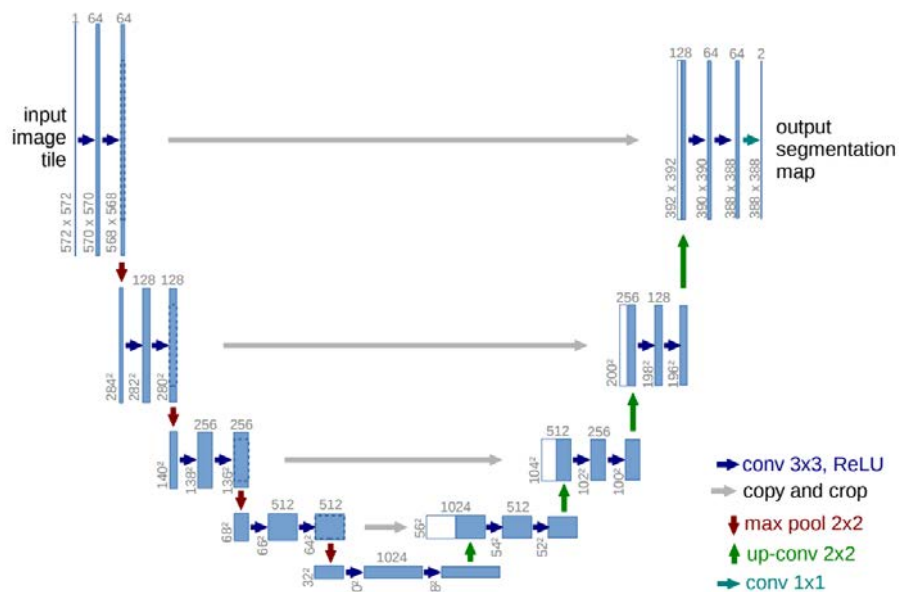 1 64 64
input
image
tile
572 x 572
570 x 570
568 x 568
128 64 64 2
output
segmentation
map
392 x 392
390 x 390
388 x 388
388 x 388
128 128
284²
282²
280²
256 128
200²
198²
196²
256 256
140²
138²
136²
512 256
104²
102²
100²
512 512
68²
66²
64²
1024 512
56²
54²
52²
1024
32²
0²
8²
conv 3x3, ReLU
copy and crop
max pool 2x2
up-conv 2x2
conv 1x1